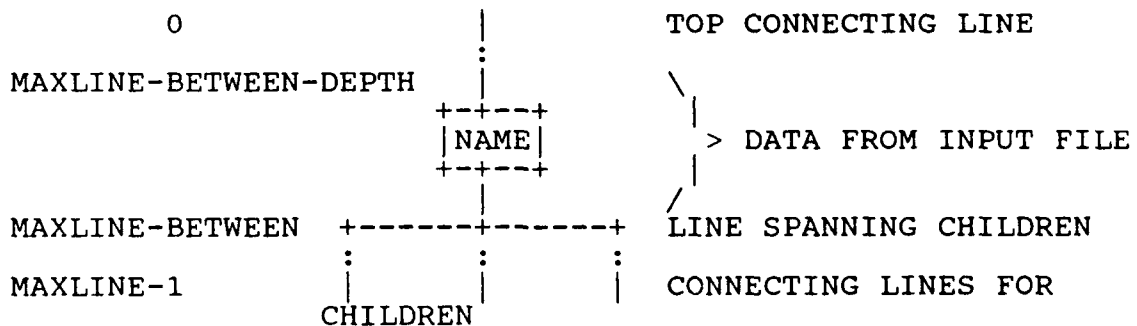 0 TOP CONNECTING LINE
MAXLINE-BETWEEN-DEPTH
NAME > DATA FROM INPUT FILE
MAXLINE-BETWEEN LINE SPANNING CHILDREN
MAXLINE-1 CONNECTING LINES FOR
CHILDREN